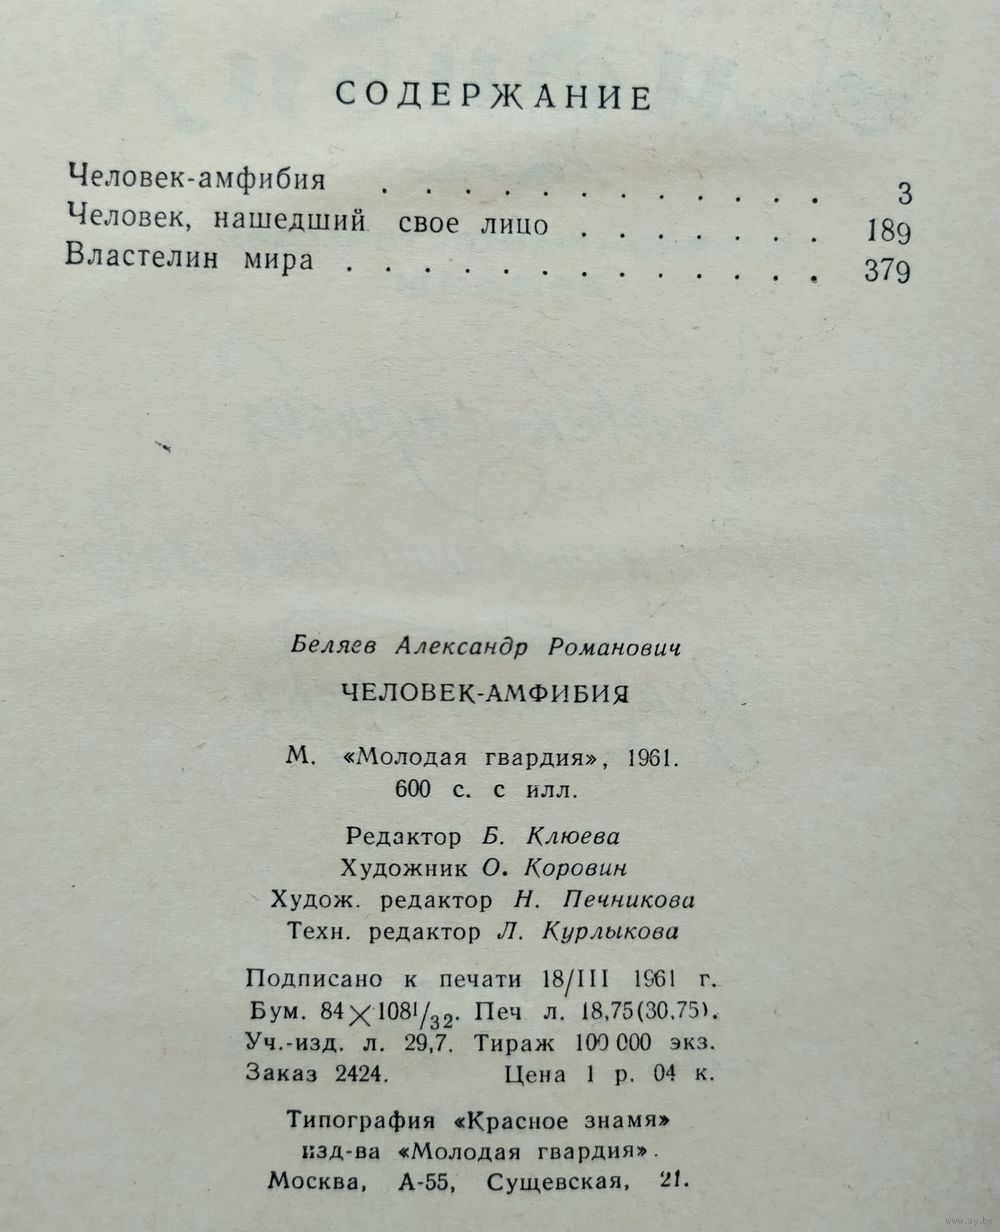 СОДЕРЖАНИЕ
Человек-амфибия . . . . . . . . . . . . 3
Человек, нашедший свое лицо . . . . . . . 189
Властелин мира . . . . . . . . . . . . . 379
Беляев Александр Романович
ЧЕЛОВЕК-АМФИБИЯ
М. «Молодая гвардия», 1961.
600 с. с илл.
Редактор Б. Клюева
Художник О. Коровин
Худож. редактор Н. Печникова
Техн. редактор Л. Курлыкова
Подписано к печати 18/III 1961 г.
Бум. 84×108¹/₃₂. Печ л. 18,75(30,75).
Уч.-изд. л. 29,7. Тираж 100 000 экз.
Заказ 2424. Цена 1 р. 04 к.
Типография «Красное знамя»
изд-ва «Молодая гвардия».
Москва, А-55, Сущевская, 21.
www.ay.by